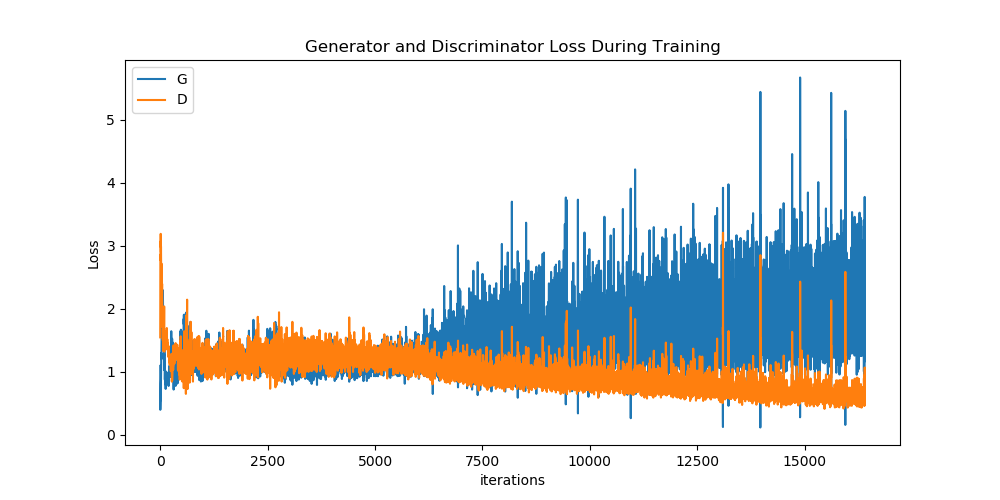 Generator and Discriminator Loss During Training
G
D
5
4
3
2
1
0
Loss
0 2500 5000 7500 10000 12500 15000
iterations